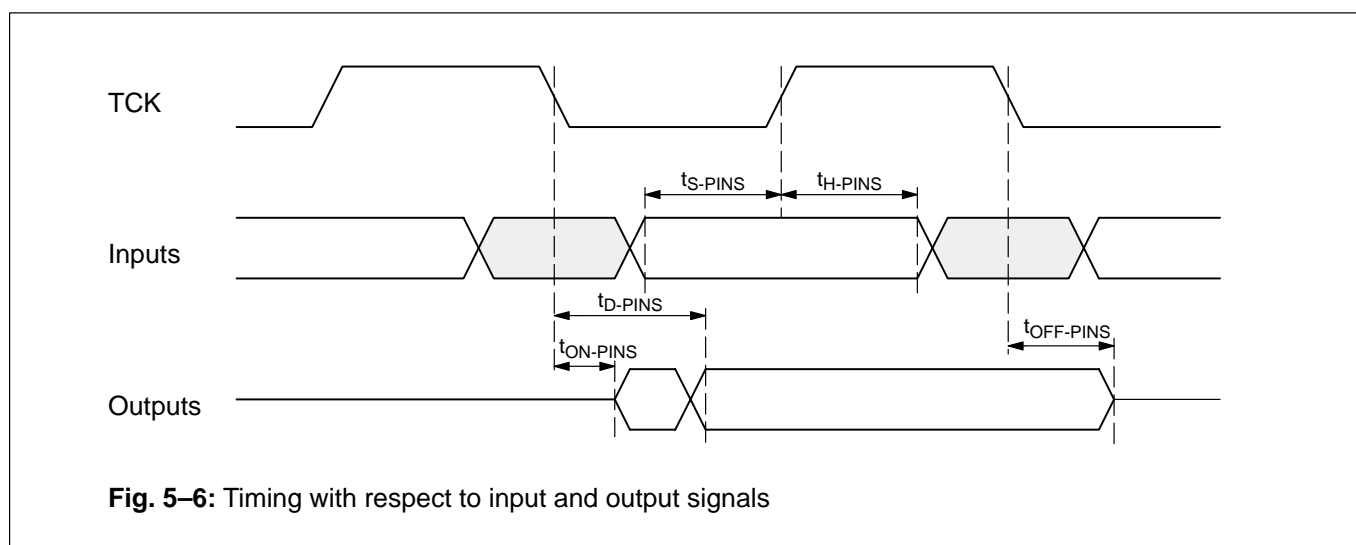 TCK
tS-PINS
tH-PINS
Inputs
tD-PINS
tON-PINS
tOFF-PINS
Outputs
Fig. 5–6: Timing with respect to input and output signals